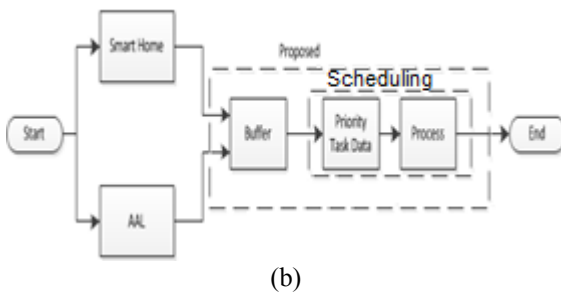 Smart Home
Proposed
Scheduling
Start
Buffer
Priority
Task Data
Process
End
AAL
(b)